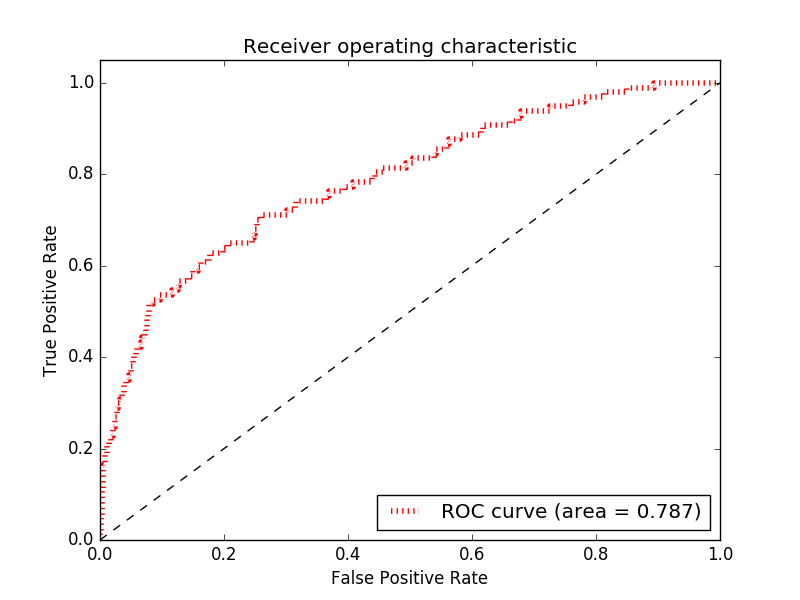 Receiver operating characteristic
1.0
0.8
0.6
0.4
0.2
0.0
True Positive Rate
ROC curve (area = 0.787)
0.0 0.2 0.4 0.6 0.8 1.0
False Positive Rate